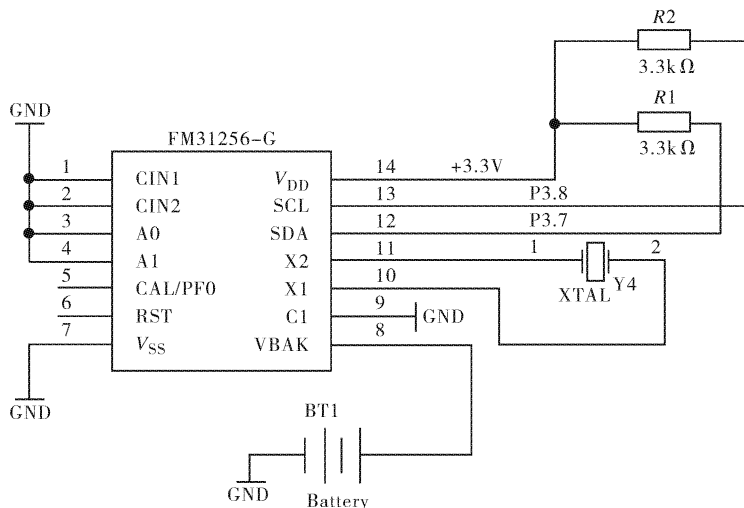 R2
3.3kΩ
R1
3.3kΩ
GND
FM31256-G
1 CIN1 VDD 14 +3.3V
2 CIN2 SCL 13 P3.8
3 A0 SDA 12 P3.7
4 A1 X2 11 1 2
5 CAL/PF0 X1 10 XTAL Y4
6 RST C1 9 GND
7 VSS VBAK 8
GND
BT1
GND
Battery